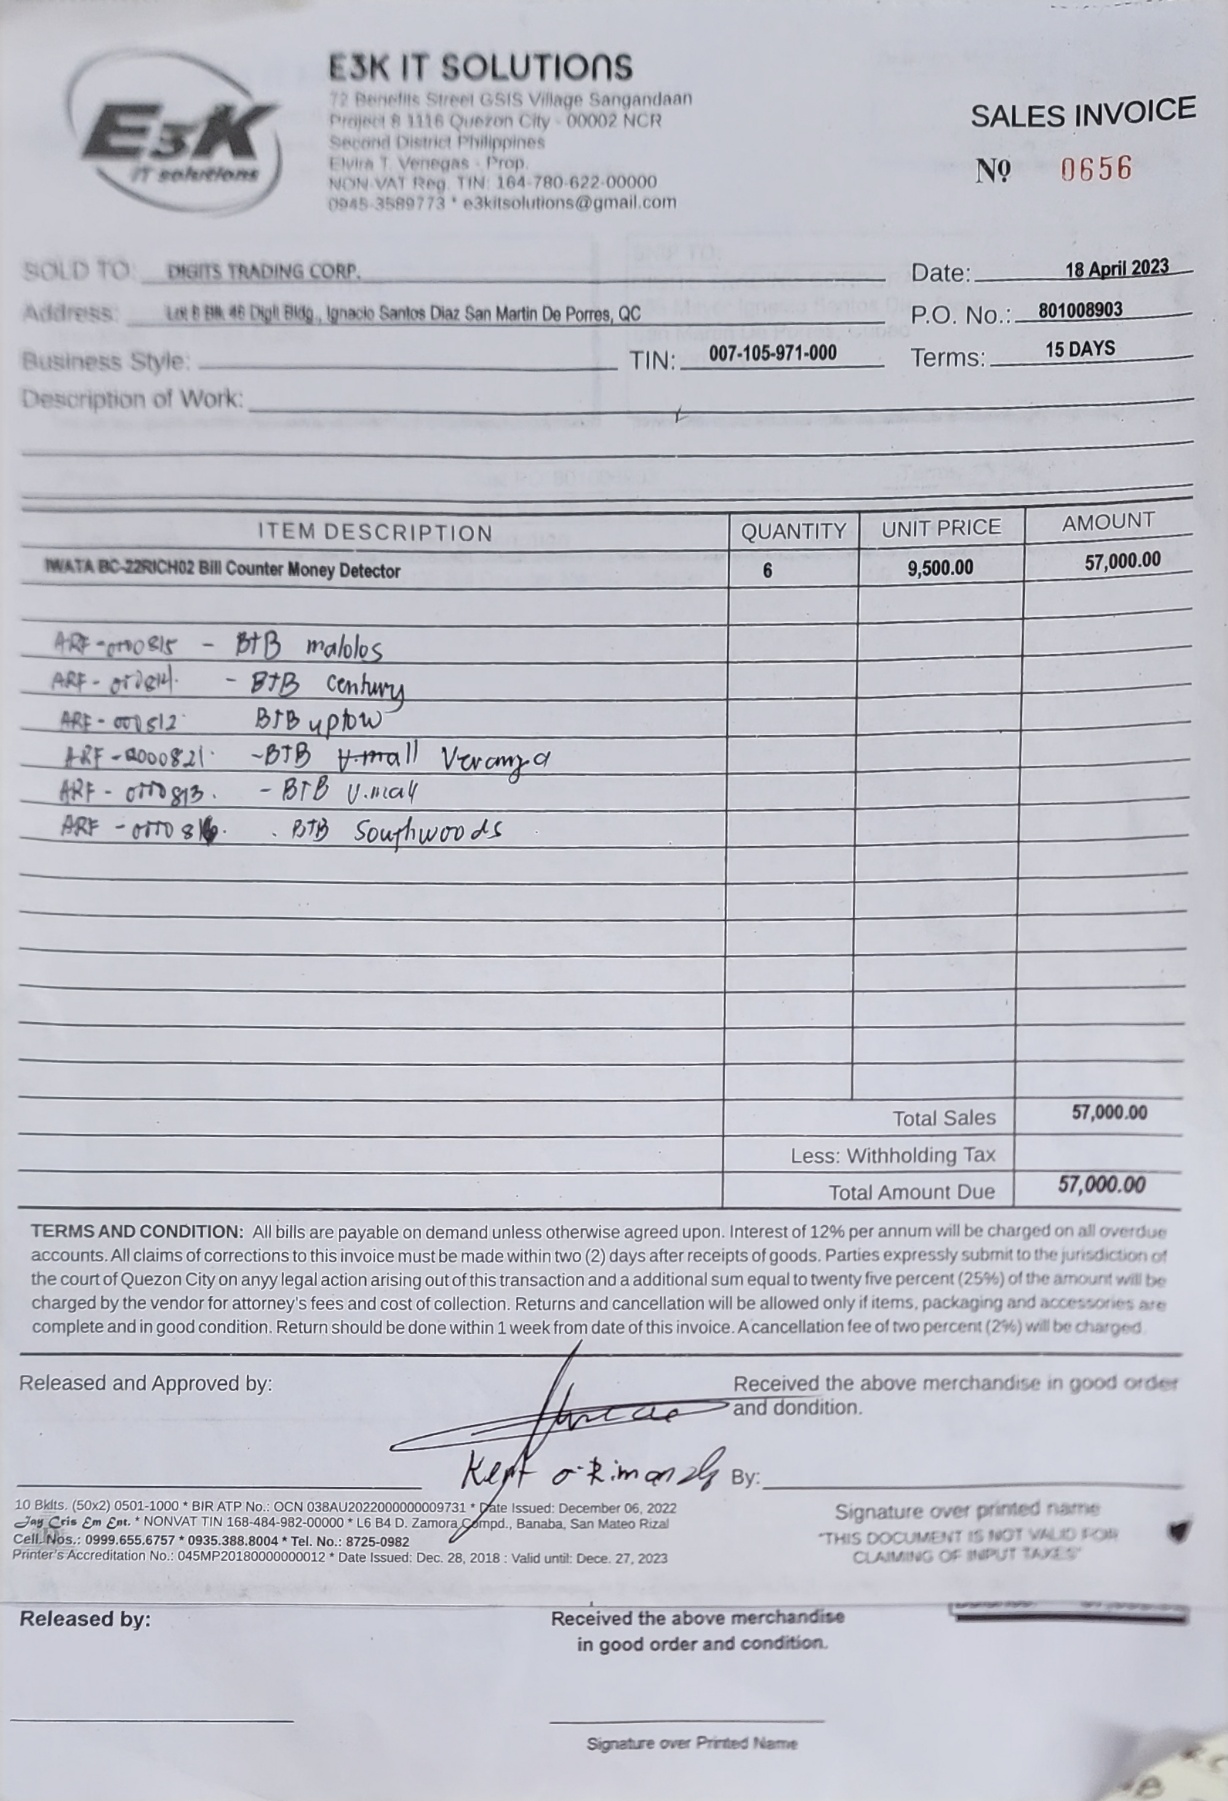 E3K
IT solutions
E3K IT SOLUTIONS
72 Benefits Street GSIS Village Sangandaan
Project 8 1116 Quezon City - 00002 NCR
Second District Philippines
Elvira T. Venegas - Prop.
NON-VAT Reg. TIN: 164-780-622-00000
0945-3589773 * e3kitsolutions@gmail.com
SALES INVOICE
Nº 0656
SOLD TO: DIGITS TRADING CORP.
Date: 18 April 2023
Address: Lot 8 Blk 46 Digit Bldg., Ignacio Santos Diaz San Martin De Porres, QC
P.O. No.: 801008903
Business Style: TIN: 007-105-971-000
Terms: 15 DAYS
Description of Work:
ITEM DESCRIPTION QUANTITY UNIT PRICE AMOUNT
IWATA BC-22RICH02 Bill Counter Money Detector 6 9,500.00 57,000.00
ARF-0000815 - BTB malolos
ARF - - BTB Century
ARF - BTB uptow
ARF - 0000821 - BTB V-mall Veranza
ARF - 0000813. - BTB V.mall
ARF - BTB Southwoods
Total Sales 57,000.00
Less: Withholding Tax
Total Amount Due 57,000.00
TERMS AND CONDITION: All bills are payable on demand unless otherwise agreed upon. Interest of 12% per annum will be charged on all overdue
accounts. All claims of corrections to this invoice must be made within two (2) days after receipts of goods. Parties expressly submit to the jurisdiction of
the court of Quezon City on anyy legal action arising out of this transaction and a additional sum equal to twenty five percent (25%) of the amount will be
charged by the vendor for attorney's fees and cost of collection. Returns and cancellation will be allowed only if items, packaging and accessories are
complete and in good condition. Return should be done within 1 week from date of this invoice. A cancellation fee of two percent (2%) will be charged.
Released and Approved by:
Received the above merchandise in good order
and dondition.
By:
10 Bklts. (50x2) 0501-1000 * BIR ATP No.: OCN 038AU2022000000009731 * Date Issued: December 06, 2022
Jay Cris Em Ent. * NONVAT TIN 168-484-982-00000 * L6 B4 D. Zamora Compd., Banaba, San Mateo Rizal
Cell. Nos.: 0999.655.6757 * 0935.388.8004 * Tel. No.: 8725-0982
Printer's Accreditation No.: 045MP20180000000012 * Date Issued: Dec. 28, 2018 : Valid until: Dece. 27, 2023
Signature over printed name
"THIS DOCUMENT IS NOT VALID FOR
CLAIMING OF INPUT TAXES"
Released by:
Received the above merchandise
in good order and condition.
Signature over Printed Name